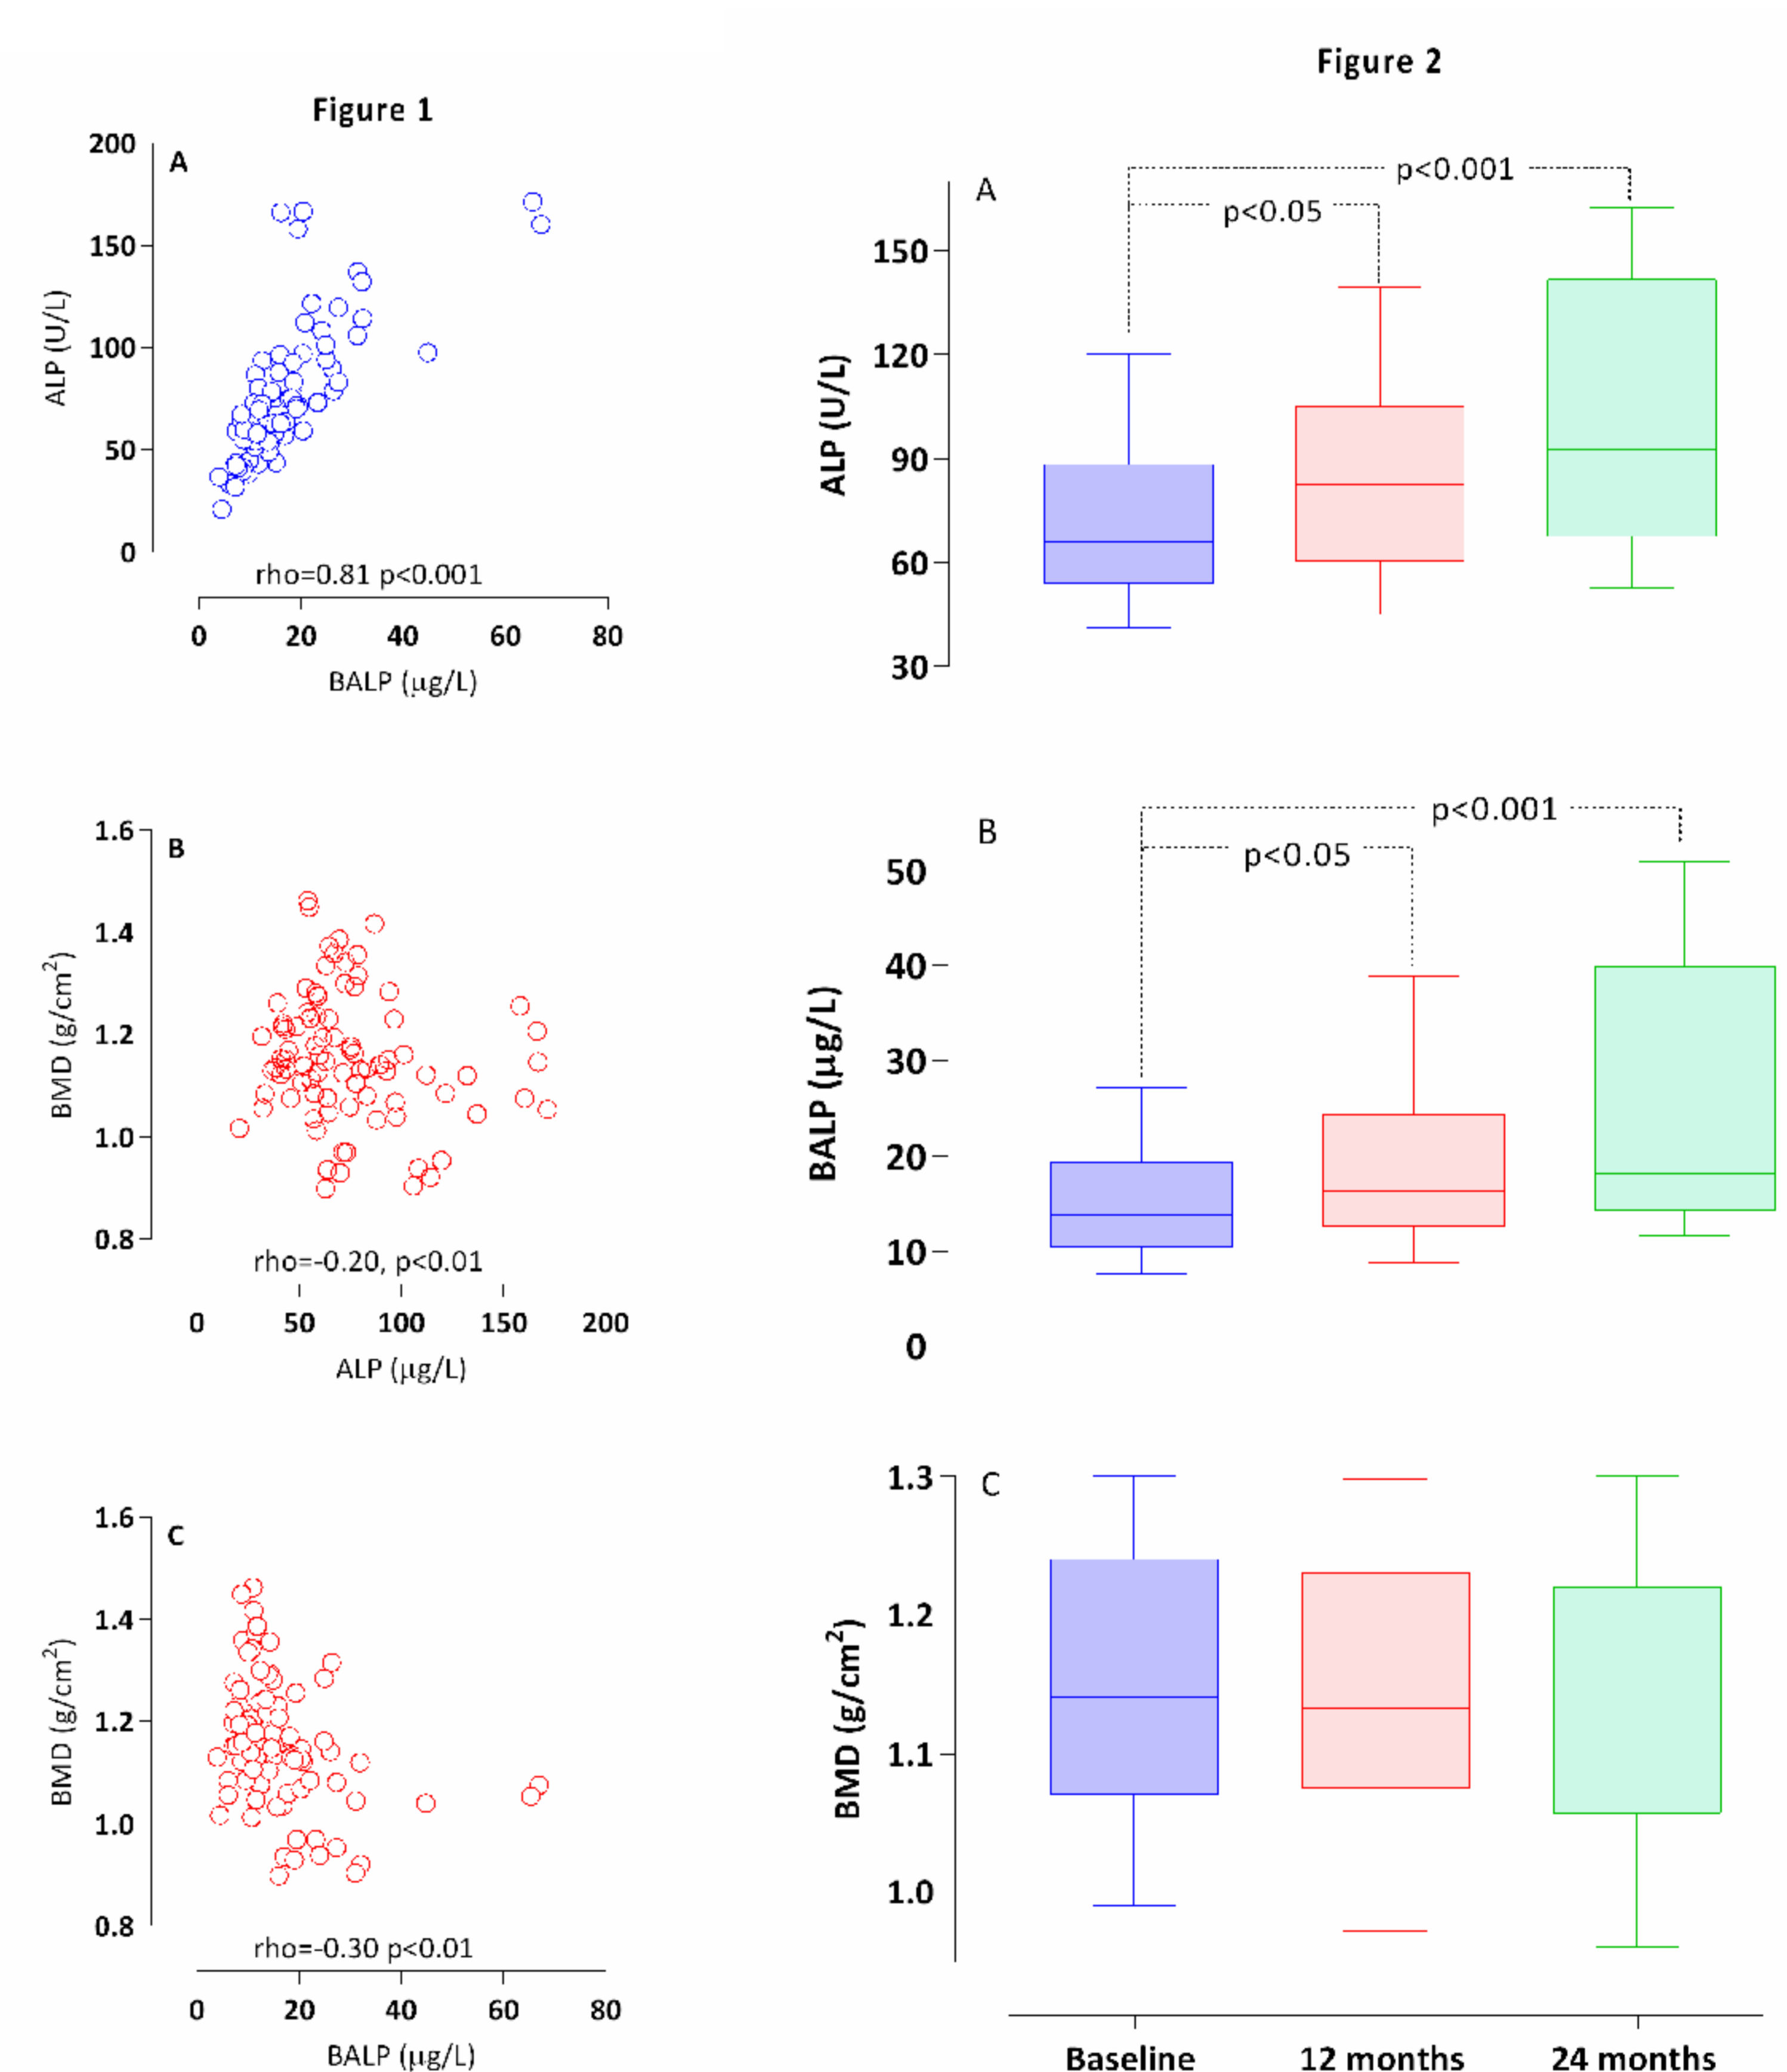 Figure 1
200
A
150
100
50
0
ALP (U/L)
rho=0.81 p<0.001
0 20 40 60 80
BALP (μg/L)
1.6
B
1.4
1.2
1.0
0.8
BMD (g/cm²)
rho=-0.20, p<0.01
0 50 100 150 200
ALP (μg/L)
1.6
C
1.4
1.2
1.0
0.8
BMD (g/cm²)
rho=-0.30 p<0.01
0 20 40 60 80
BALP (μg/L)
Figure 2
A
p<0.001
p<0.05
150
120
90
60
30
ALP (U/L)
B
p<0.001
p<0.05
50
40
30
20
10
0
BALP (μg/L)
1.3
C
1.2
1.1
1.0
BMD (g/cm²)
Baseline 12 months 24 months